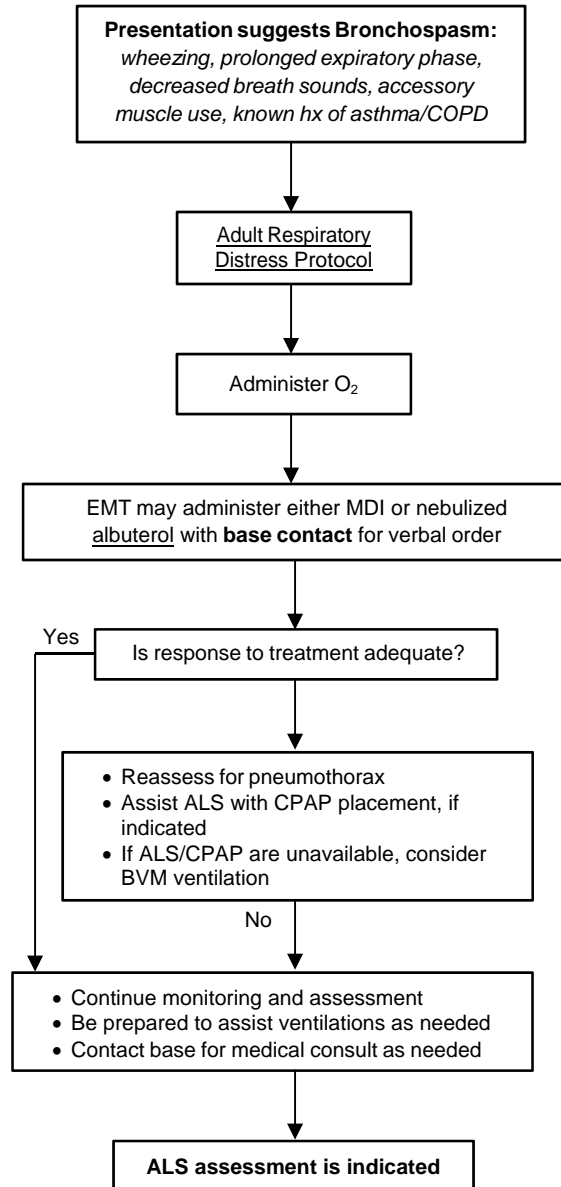 Presentation suggests Bronchospasm:
wheezing, prolonged expiratory phase,
decreased breath sounds, accessory
muscle use, known hx of asthma/COPD
Adult Respiratory
Distress Protocol
Administer O₂
EMT may administer either MDI or nebulized
albuterol with base contact for verbal order
Yes
Is response to treatment adequate?
• Reassess for pneumothorax
• Assist ALS with CPAP placement, if
indicated
• If ALS/CPAP are unavailable, consider
BVM ventilation
No
• Continue monitoring and assessment
• Be prepared to assist ventilations as needed
• Contact base for medical consult as needed
ALS assessment is indicated